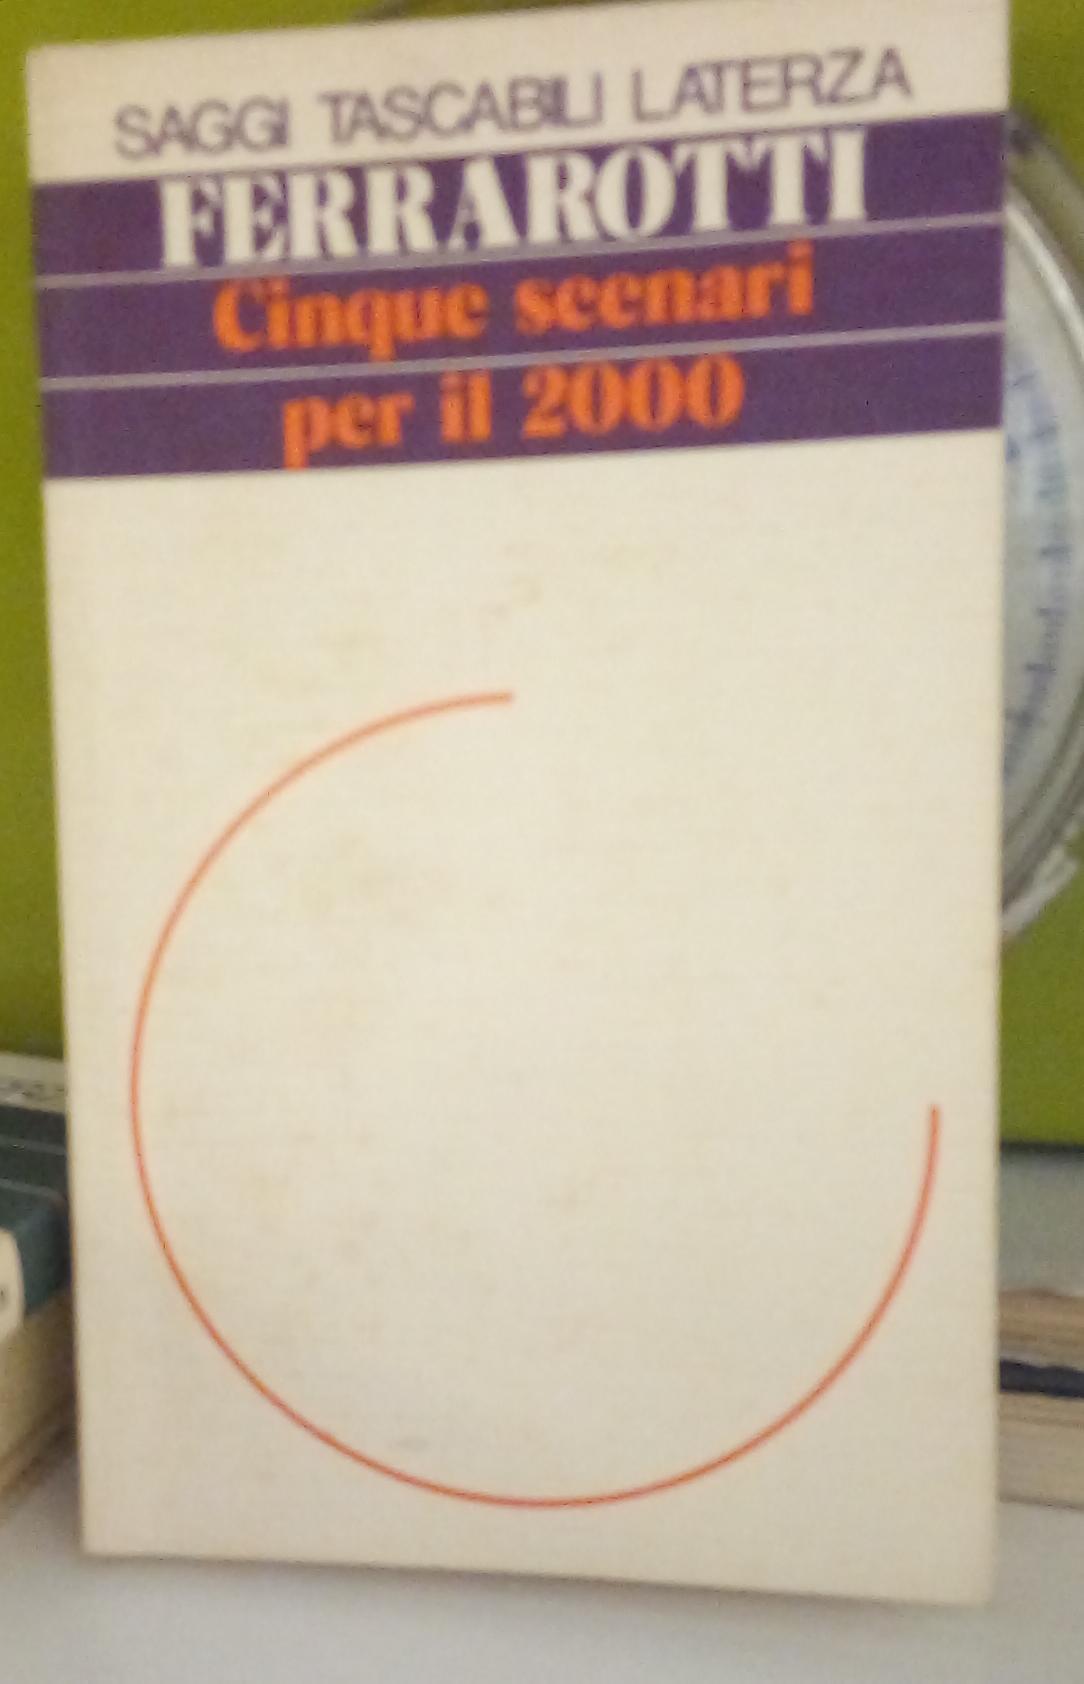 SAGGI TASCABILI LATERZA
FERRAROTTI
Cinque scenari
per il 2000